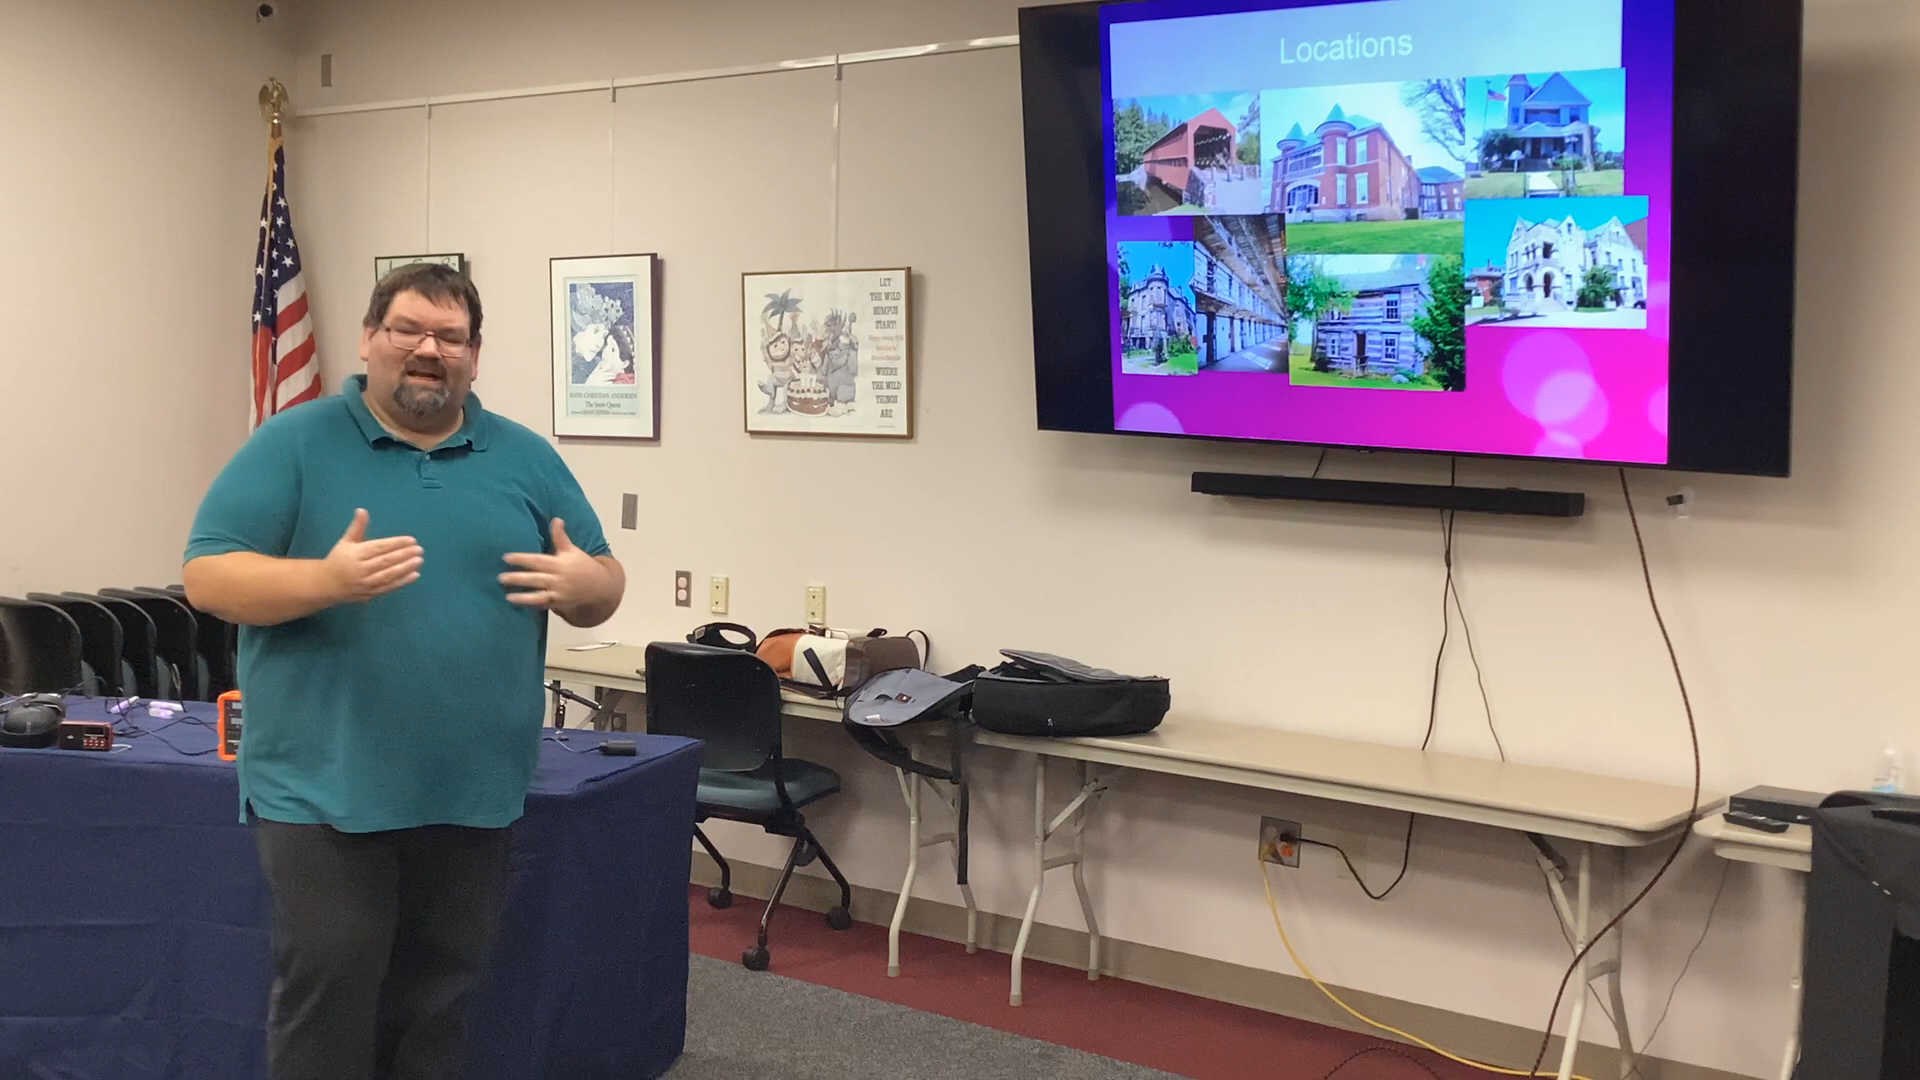 Locations
LET
THE WILD
RUMPUS
START!
WHERE
THE WILD
THINGS
ARE
HANS CHRISTIAN ANDERSEN
The Snow Queen